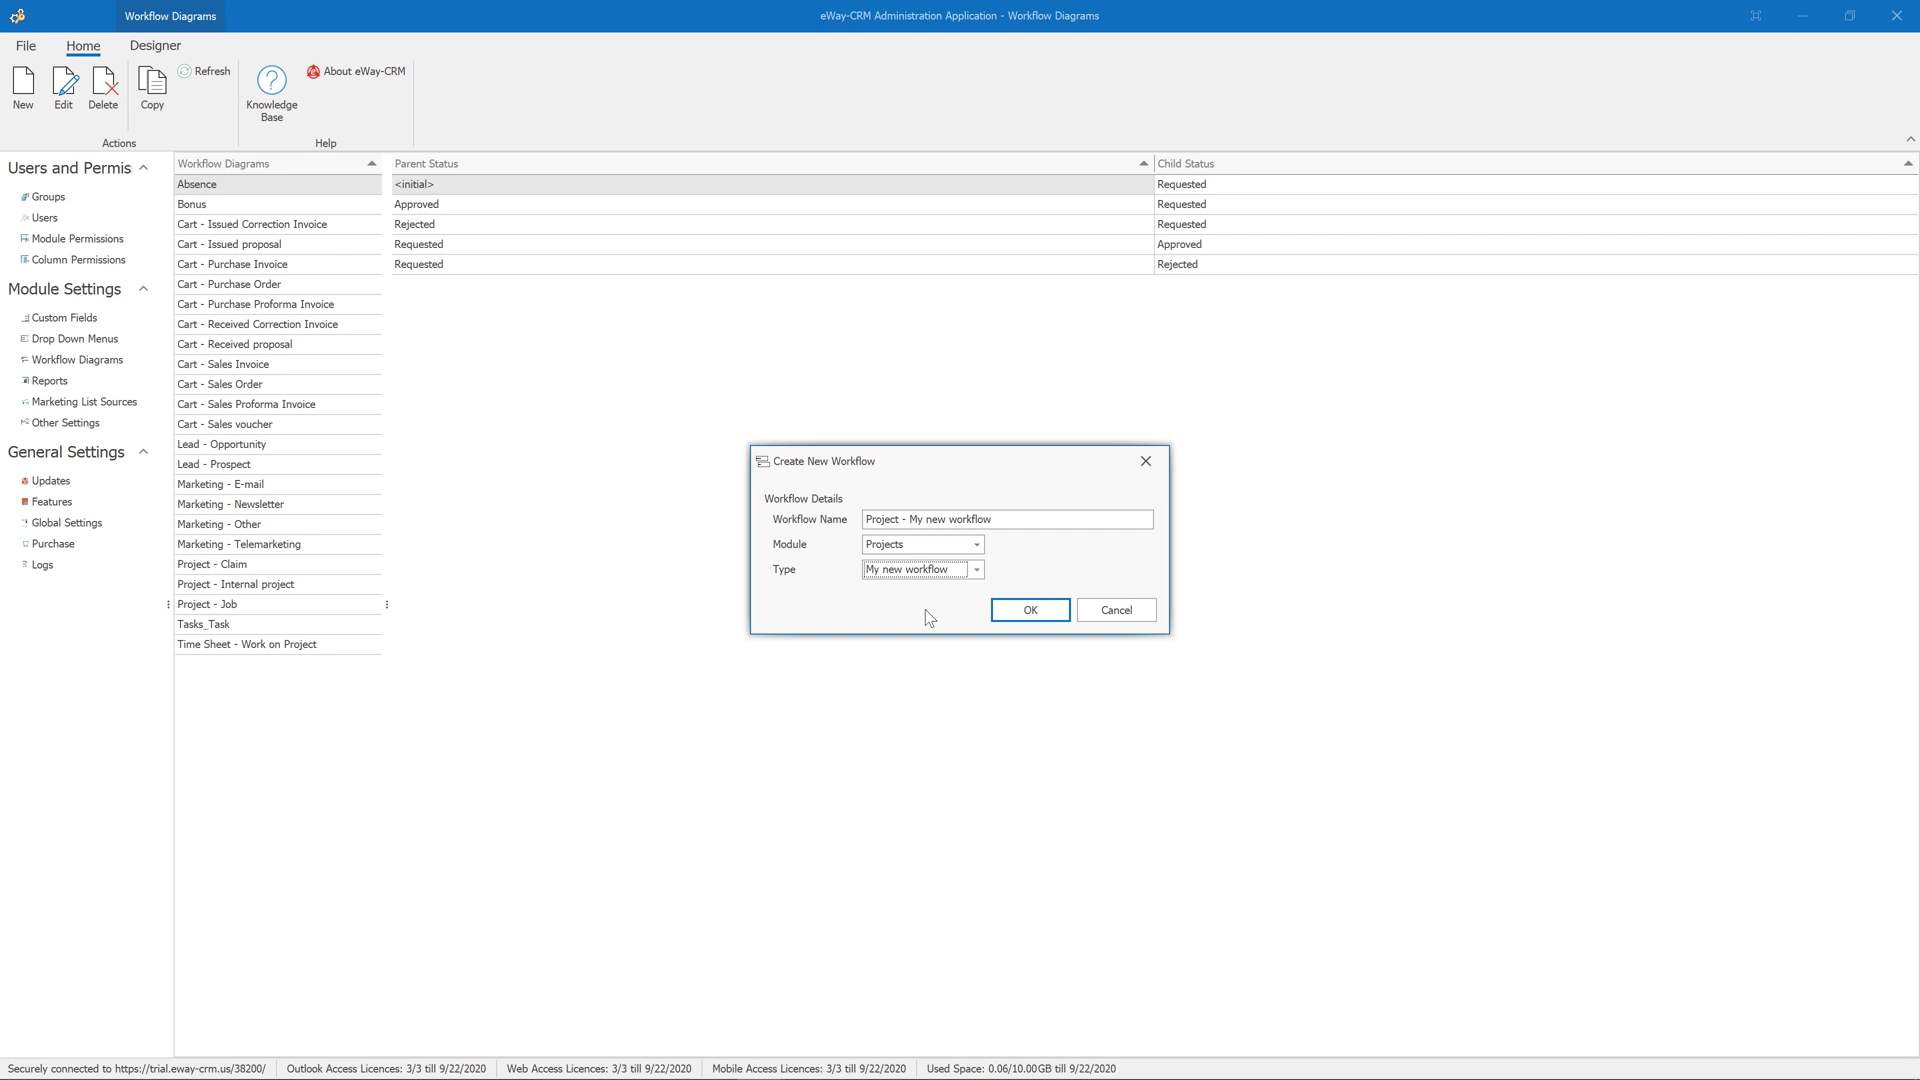 Workflow Diagrams
eWay-CRM Administration Application - Workflow Diagrams
File Home Designer
New
Edit
Delete
Copy
Refresh
Knowledge
Base
About eWay-CRM
Actions
Help
Users and Permis
Groups
Users
Module Permissions
Column Permissions
Module Settings
Custom Fields
Drop Down Menus
Workflow Diagrams
Reports
Marketing List Sources
Other Settings
General Settings
Updates
Features
Global Settings
Purchase
Logs
Workflow Diagrams
Absence
Bonus
Cart - Issued Correction Invoice
Cart - Issued proposal
Cart - Purchase Invoice
Cart - Purchase Order
Cart - Purchase Proforma Invoice
Cart - Received Correction Invoice
Cart - Received proposal
Cart - Sales Invoice
Cart - Sales Order
Cart - Sales Proforma Invoice
Cart - Sales voucher
Lead - Opportunity
Lead - Prospect
Marketing - E-mail
Marketing - Newsletter
Marketing - Other
Marketing - Telemarketing
Project - Claim
Project - Internal project
Project - Job
Tasks_Task
Time Sheet - Work on Project
Parent Status Child Status
<initial> Requested
Approved Requested
Rejected Requested
Requested Approved
Requested Rejected
Create New Workflow
Workflow Details
Workflow Name Project - My new workflow
Module Projects
Type My new workflow
OK Cancel
Securely connected to https://trial.eway-crm.us/38200/ Outlook Access Licences: 3/3 till 9/22/2020 Web Access Licences: 3/3 till 9/22/2020 Mobile Access Licences: 3/3 till 9/22/2020 Used Space: 0.06/10.00GB till 9/22/2020